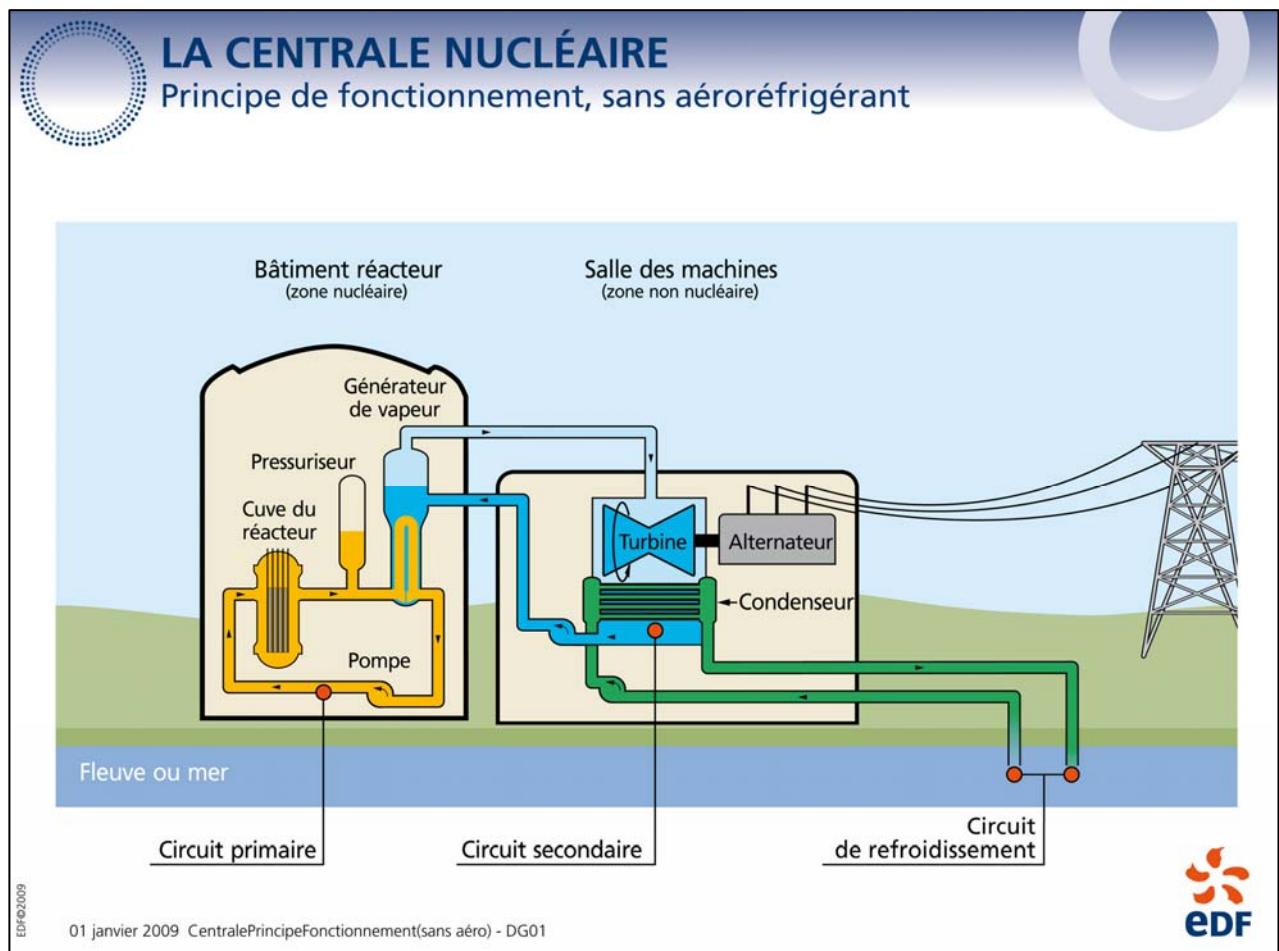 LA CENTRALE NUCLÉAIRE
Principe de fonctionnement, sans aéroréfrigérant
Bâtiment réacteur
(zone nucléaire)
Salle des machines
(zone non nucléaire)
Générateur
de vapeur
Pressuriseur
Cuve du
réacteur
Turbine
Alternateur
Condenseur
Pompe
Fleuve ou mer
Circuit primaire
Circuit secondaire
Circuit
de refroidissement
EDF©2009
01 janvier 2009 CentralePrincipeFonctionnement(sans aéro) - DG01
eDF